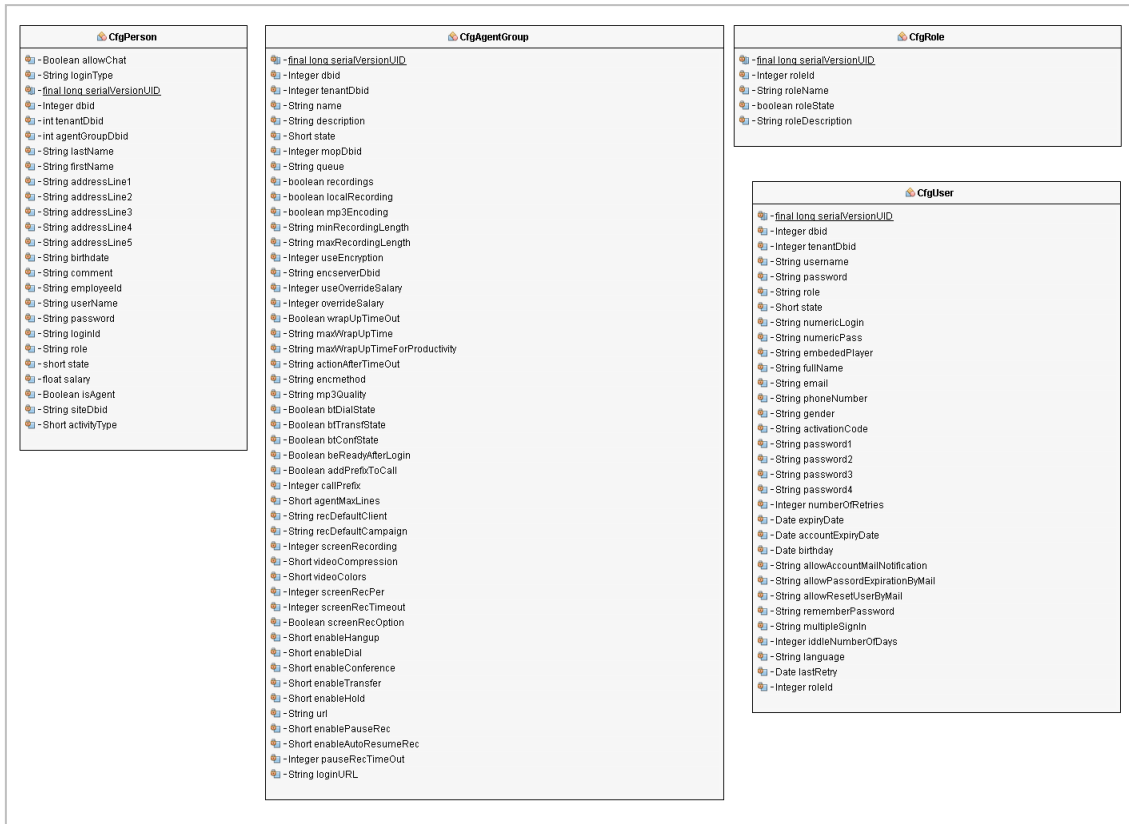 CfgPerson
-Boolean allowChat
-String loginType
-final long serialVersionUID
-Integer dbid
-int tenantDbid
-int agentGroupDbid
-String lastName
-String firstName
-String addressLine1
-String addressLine2
-String addressLine3
-String addressLine4
-String addressLine5
-String birthdate
-String comment
-String employeeId
-String userName
-String password
-String loginId
-String role
-short state
-float salary
-Boolean isAgent
-String siteDbid
-Short activityType
CfgAgentGroup
-final long serialVersionUID
-Integer dbid
-Integer tenantDbid
-String name
-String description
-Short state
-Integer mopDbid
-String queue
-boolean recordings
-boolean localRecording
-boolean mp3Encoding
-String minRecordingLength
-String maxRecordingLength
-Integer useEncryption
-String encserverDbid
-Integer useOverrideSalary
-Integer overrideSalary
-Boolean wrapUpTimeOut
-String maxWrapUpTime
-String maxWrapUpTimeForProductivity
-String actionAfterTimeOut
-String encmethod
-String mp3Quality
-Boolean btDialState
-Boolean btTransfState
-Boolean btConfState
-Boolean beReadyAfterLogin
-Boolean addPrefixToCall
-Integer callPrefix
-Short agentMaxLines
-String recDefaultClient
-String recDefaultCampaign
-Integer screenRecording
-Short videoCompression
-Short videoColors
-Integer screenRecPer
-Integer screenRecTimeout
-Boolean screenRecOption
-Short enableHangup
-Short enableDial
-Short enableConference
-Short enableTransfer
-Short enableHold
-String url
-Short enablePauseRec
-Short enableAutoResumeRec
-Integer pauseRecTimeOut
-String loginURL
CfgRole
-final long serialVersionUID
-Integer roleId
-String roleName
-boolean roleState
-String roleDescription
CfgUser
-final long serialVersionUID
-Integer dbid
-Integer tenantDbid
-String username
-String password
-String role
-Short state
-String numericLogin
-String numericPass
-String embededPlayer
-String fullName
-String email
-String phoneNumber
-String gender
-String activationCode
-String password1
-String password2
-String password3
-String password4
-Integer numberOfRetries
-Date expiryDate
-Date accountExpiryDate
-Date birthday
-String allowAccountMailNotification
-String allowPassordExpirationByMail
-String allowResetUserByMail
-String rememberPassword
-String multipleSignIn
-Integer iddleNumberOfDays
-String language
-Date lastRetry
-Integer roleId